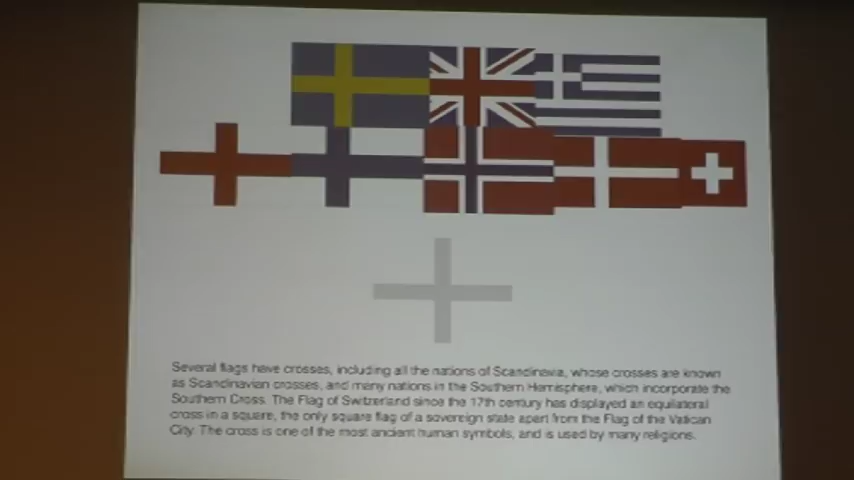 Several flags have crosses, including all the nations of Scandinavia, whose crosses are known
as Scandinavian crosses, and many nations in the Southern Hemisphere, which incorporate the
Southern Cross. The Flag of Switzerland since the 17th century has displayed an equilateral
cross in a square, the only square flag of a sovereign state apart from the Flag of the Vatican
City. The cross is one of the most ancient human symbols, and is used by many religions.